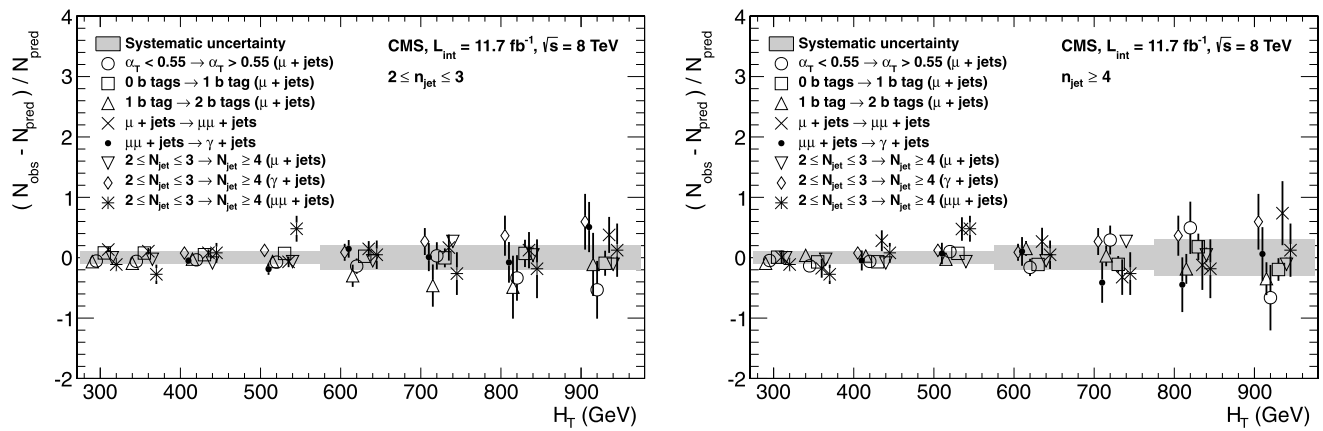 ( N_obs - N_pred ) / N_pred
4
3
2
1
0
-1
-2
Systematic uncertainty
α_T < 0.55 → α_T > 0.55 (μ + jets)
0 b tags → 1 b tag (μ + jets)
1 b tag → 2 b tags (μ + jets)
μ + jets → μμ + jets
μμ + jets → γ + jets
2 ≤ N_jet ≤ 3 → N_jet ≥ 4 (μ + jets)
2 ≤ N_jet ≤ 3 → N_jet ≥ 4 (γ + jets)
2 ≤ N_jet ≤ 3 → N_jet ≥ 4 (μμ + jets)
CMS, L_int = 11.7 fb⁻¹, √s = 8 TeV
2 ≤ n_jet ≤ 3
300 400 500 600 700 800 900
H_T (GeV)
( N_obs - N_pred ) / N_pred
4
3
2
1
0
-1
-2
Systematic uncertainty
α_T < 0.55 → α_T > 0.55 (μ + jets)
0 b tags → 1 b tag (μ + jets)
1 b tag → 2 b tags (μ + jets)
μ + jets → μμ + jets
μμ + jets → γ + jets
2 ≤ N_jet ≤ 3 → N_jet ≥ 4 (μ + jets)
2 ≤ N_jet ≤ 3 → N_jet ≥ 4 (γ + jets)
2 ≤ N_jet ≤ 3 → N_jet ≥ 4 (μμ + jets)
CMS, L_int = 11.7 fb⁻¹, √s = 8 TeV
n_jet ≥ 4
300 400 500 600 700 800 900
H_T (GeV)